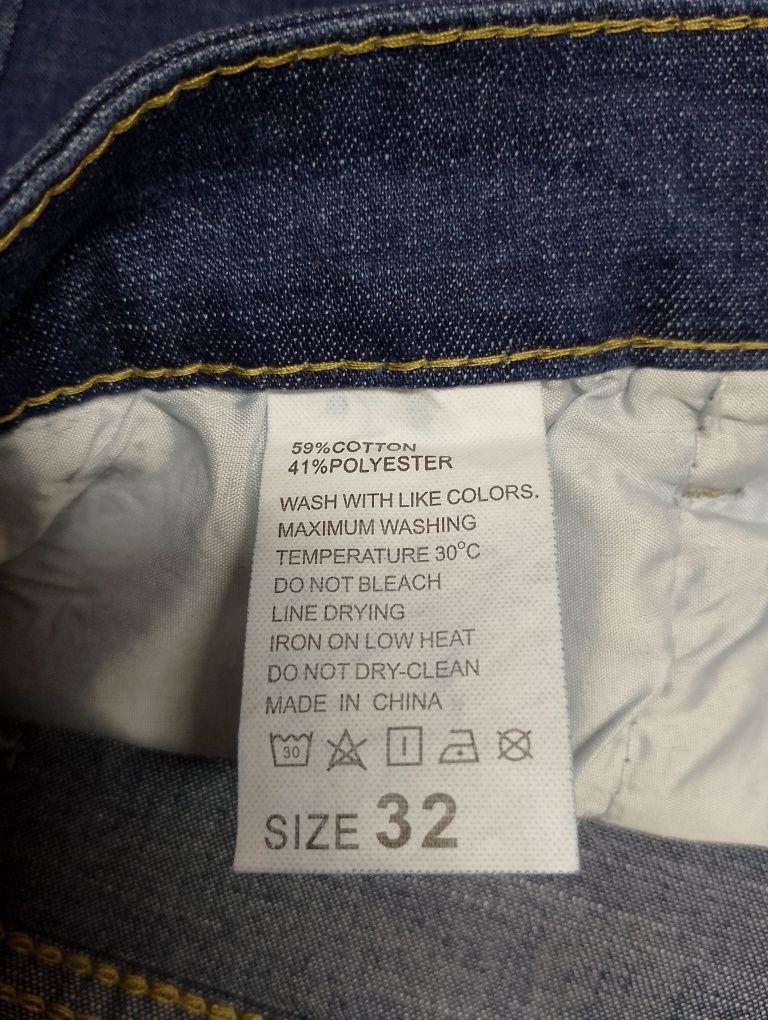 59%COTTON
41%POLYESTER
WASH WITH LIKE COLORS.
MAXIMUM WASHING
TEMPERATURE 30°C
DO NOT BLEACH
LINE DRYING
IRON ON LOW HEAT
DO NOT DRY-CLEAN
MADE IN CHINA
30
SIZE 32